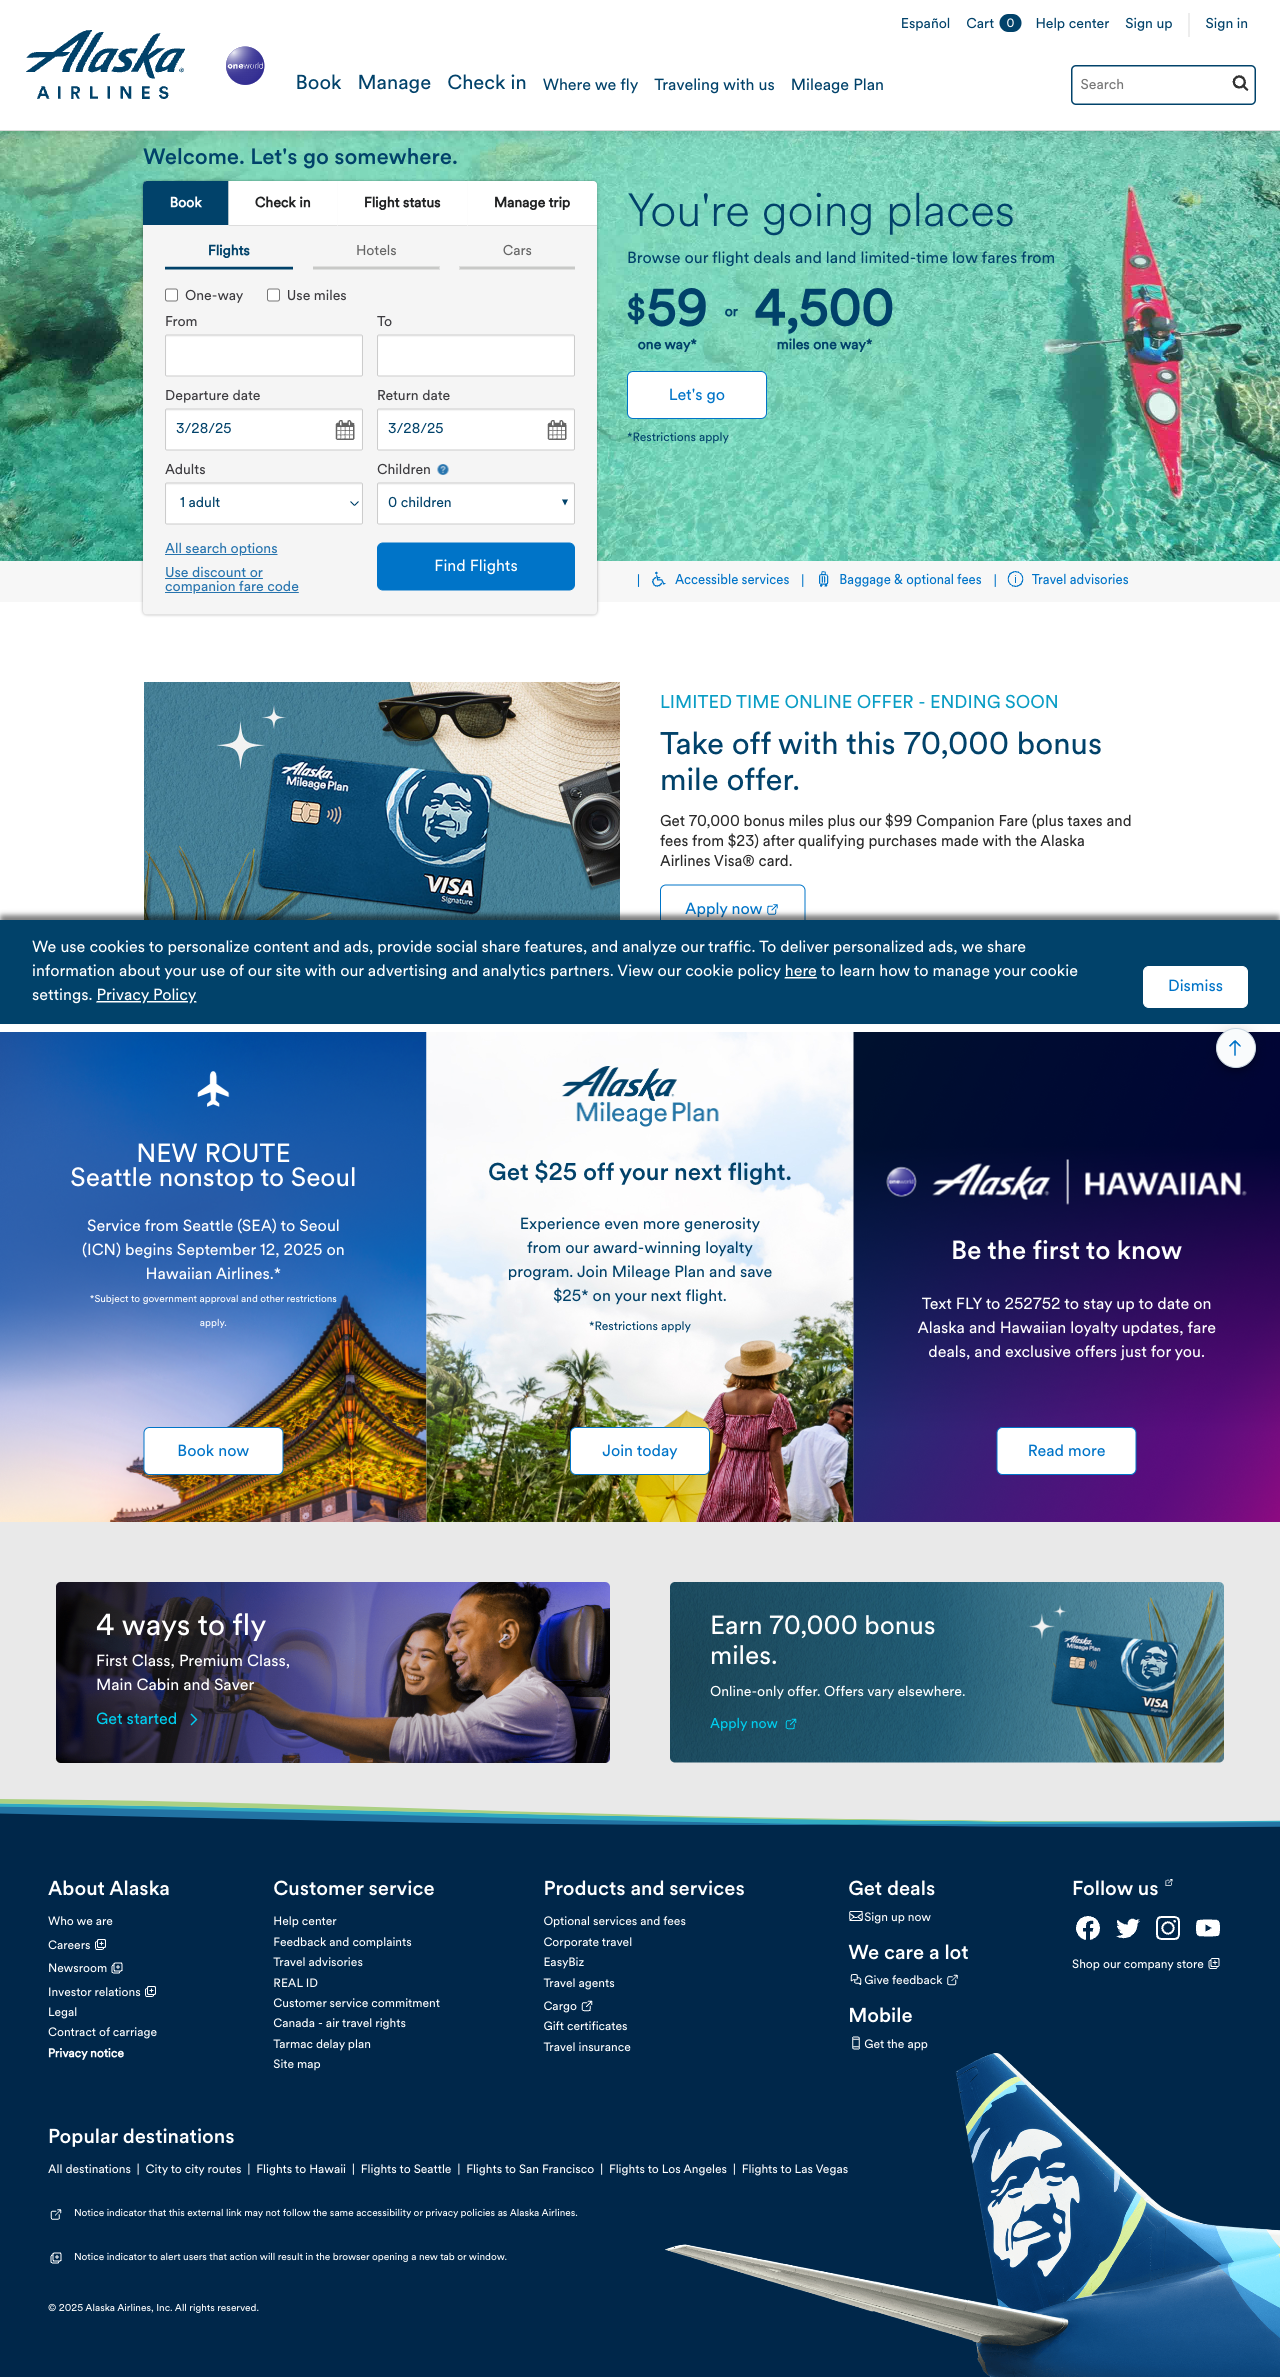 Español Cart 0 Help center Sign up Sign in
Alaska
AIRLINES
oneworld
Book Manage Check in Where we fly Traveling with us Mileage Plan
Search
Welcome. Let's go somewhere.
Book Check in Flight status Manage trip
Flights Hotels Cars
One-way Use miles
From To
Departure date Return date
3/28/25 3/28/25
Adults Children ?
1 adult 0 children
All search options
Use discount or
companion fare code
Find Flights
You're going places
Browse our flight deals and land limited-time low fares from
$59 or 4,500
one way* miles one way*
Let's go
*Restrictions apply
| Accessible services | Baggage & optional fees | Travel advisories
Alaska
Mileage Plan
VISA
Signature
LIMITED TIME ONLINE OFFER - ENDING SOON
Take off with this 70,000 bonus
mile offer.
Get 70,000 bonus miles plus our $99 Companion Fare (plus taxes and
fees from $23) after qualifying purchases made with the Alaska
Airlines Visa® card.
Apply now
We use cookies to personalize content and ads, provide social share features, and analyze our traffic. To deliver personalized ads, we share
information about your use of our site with our advertising and analytics partners. View our cookie policy here to learn how to manage your cookie
settings. Privacy Policy
Dismiss
NEW ROUTE
Seattle nonstop to Seoul
Service from Seattle (SEA) to Seoul
(ICN) begins September 12, 2025 on
Hawaiian Airlines.*
*Subject to government approval and other restrictions
apply.
Book now
Alaska
Mileage Plan
Get $25 off your next flight.
Experience even more generosity
from our award-winning loyalty
program. Join Mileage Plan and save
$25* on your next flight.
*Restrictions apply
Join today
oneworld Alaska | HAWAIIAN
Be the first to know
Text FLY to 252752 to stay up to date on
Alaska and Hawaiian loyalty updates, fare
deals, and exclusive offers just for you.
Read more
4 ways to fly
First Class, Premium Class,
Main Cabin and Saver
Get started
Earn 70,000 bonus
miles.
Online-only offer. Offers vary elsewhere.
Apply now
Alaska
Mileage Plan
VISA
Signature
About Alaska
Who we are
Careers
Newsroom
Investor relations
Legal
Contract of carriage
Privacy notice
Customer service
Help center
Feedback and complaints
Travel advisories
REAL ID
Customer service commitment
Canada - air travel rights
Tarmac delay plan
Site map
Products and services
Optional services and fees
Corporate travel
EasyBiz
Travel agents
Cargo
Gift certificates
Travel insurance
Get deals
Sign up now
We care a lot
Give feedback
Mobile
Get the app
Follow us
Shop our company store
Popular destinations
All destinations | City to city routes | Flights to Hawaii | Flights to Seattle | Flights to San Francisco | Flights to Los Angeles | Flights to Las Vegas
Notice indicator that this external link may not follow the same accessibility or privacy policies as Alaska Airlines.
Notice indicator to alert users that action will result in the browser opening a new tab or window.
© 2025 Alaska Airlines, Inc. All rights reserved.